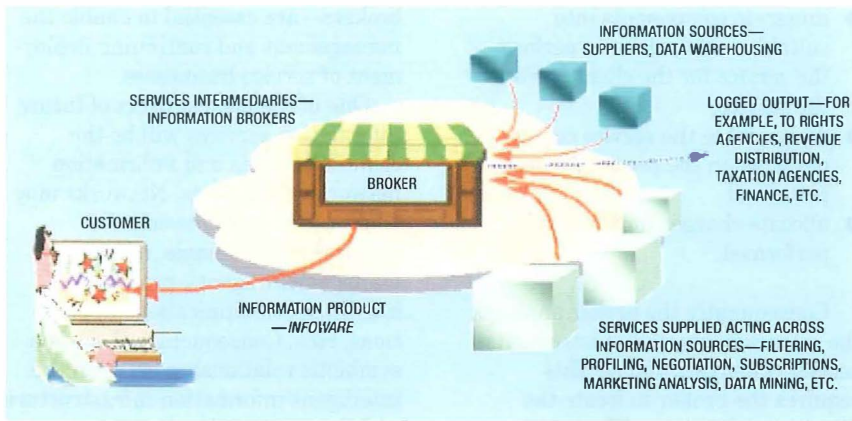 INFORMATION SOURCES—
SUPPLIERS, DATA WAREHOUSING
SERVICES INTERMEDIARIES—
INFORMATION BROKERS
LOGGED OUTPUT—FOR
EXAMPLE, TO RIGHTS
AGENCIES, REVENUE
DISTRIBUTION,
TAXATION AGENCIES,
FINANCE, ETC.
BROKER
CUSTOMER
INFORMATION PRODUCT
—INFOWARE
SERVICES SUPPLIED ACTING ACROSS
INFORMATION SOURCES—FILTERING,
PROFILING, NEGOTIATION, SUBSCRIPTIONS,
MARKETING ANALYSIS, DATA MINING, ETC.